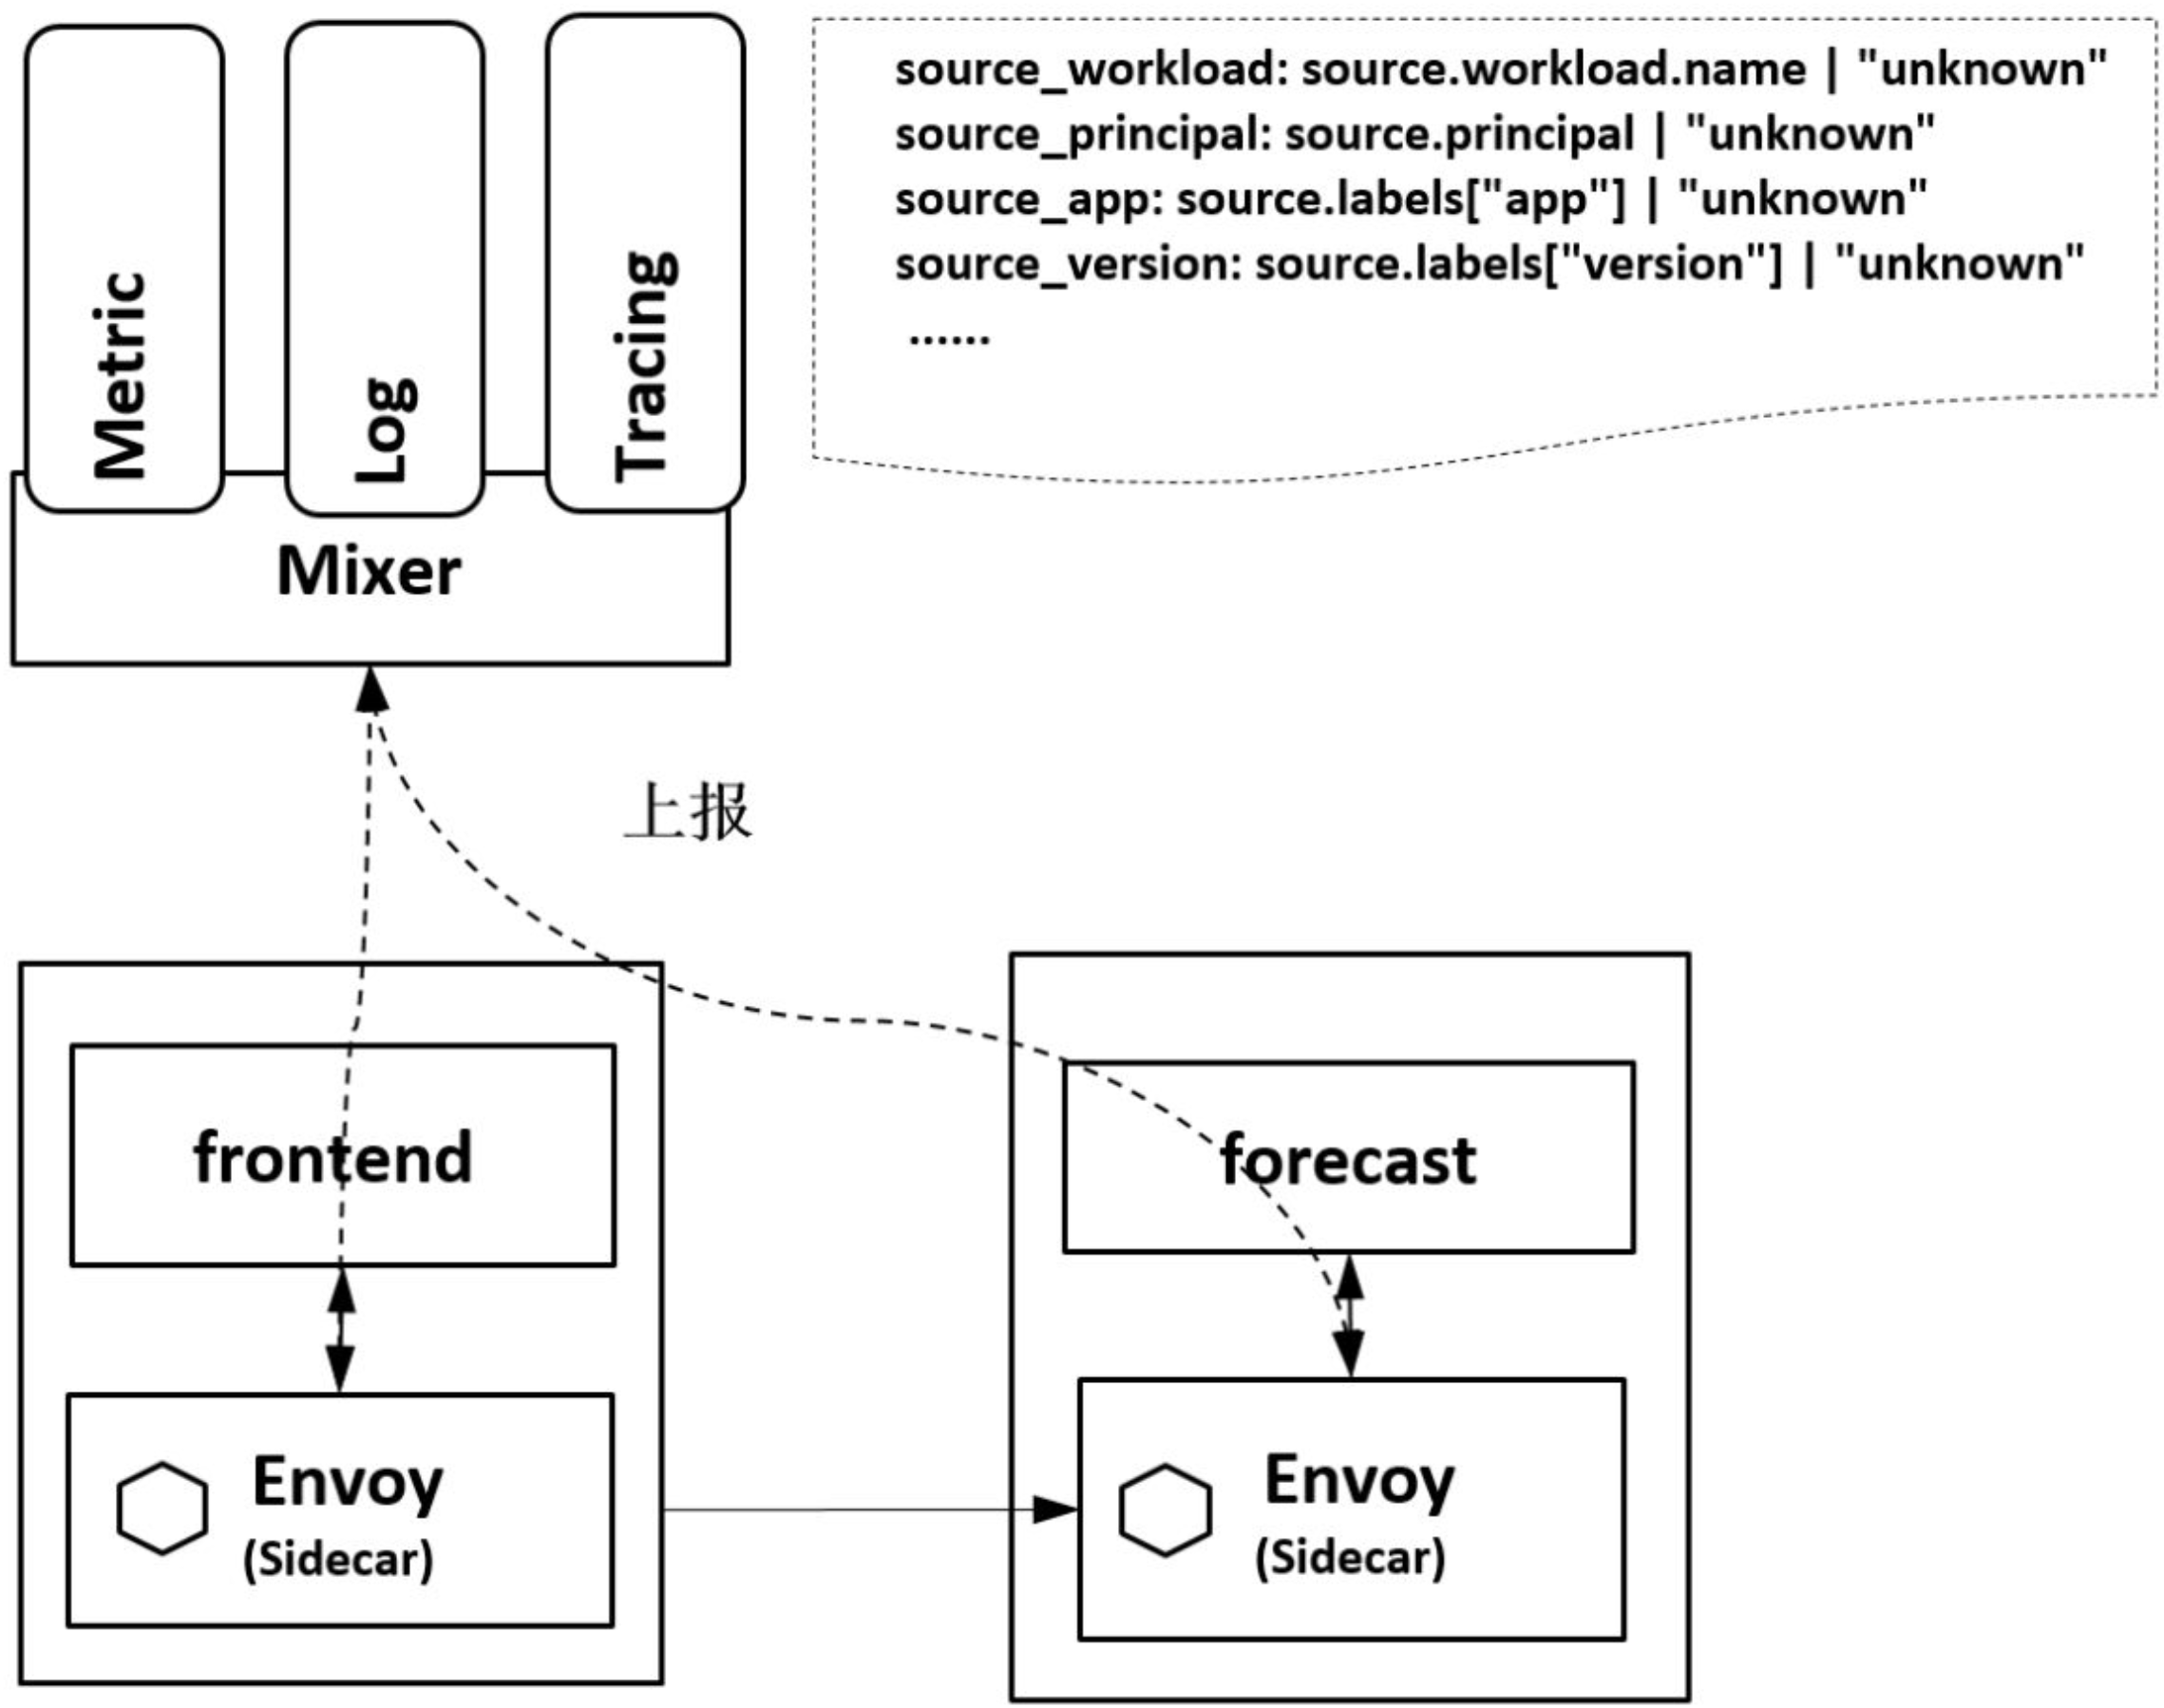 Metric
Log
Tracing
Mixer
source_workload: source.workload.name | "unknown"
source_principal: source.principal | "unknown"
source_app: source.labels["app"] | "unknown"
source_version: source.labels["version"] | "unknown"
......
上报
frontend
Envoy
(Sidecar)
forecast
Envoy
(Sidecar)